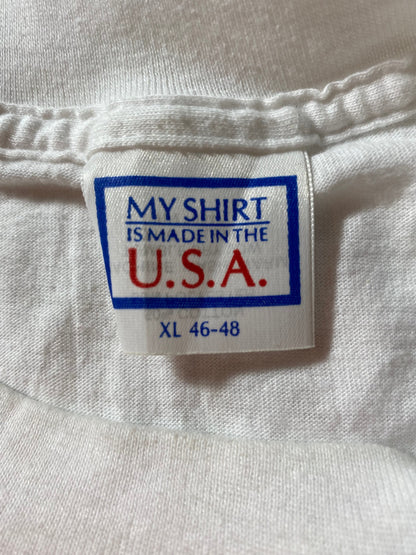 MY SHIRT
IS MADE IN THE
U.S.A.
XL 46-48